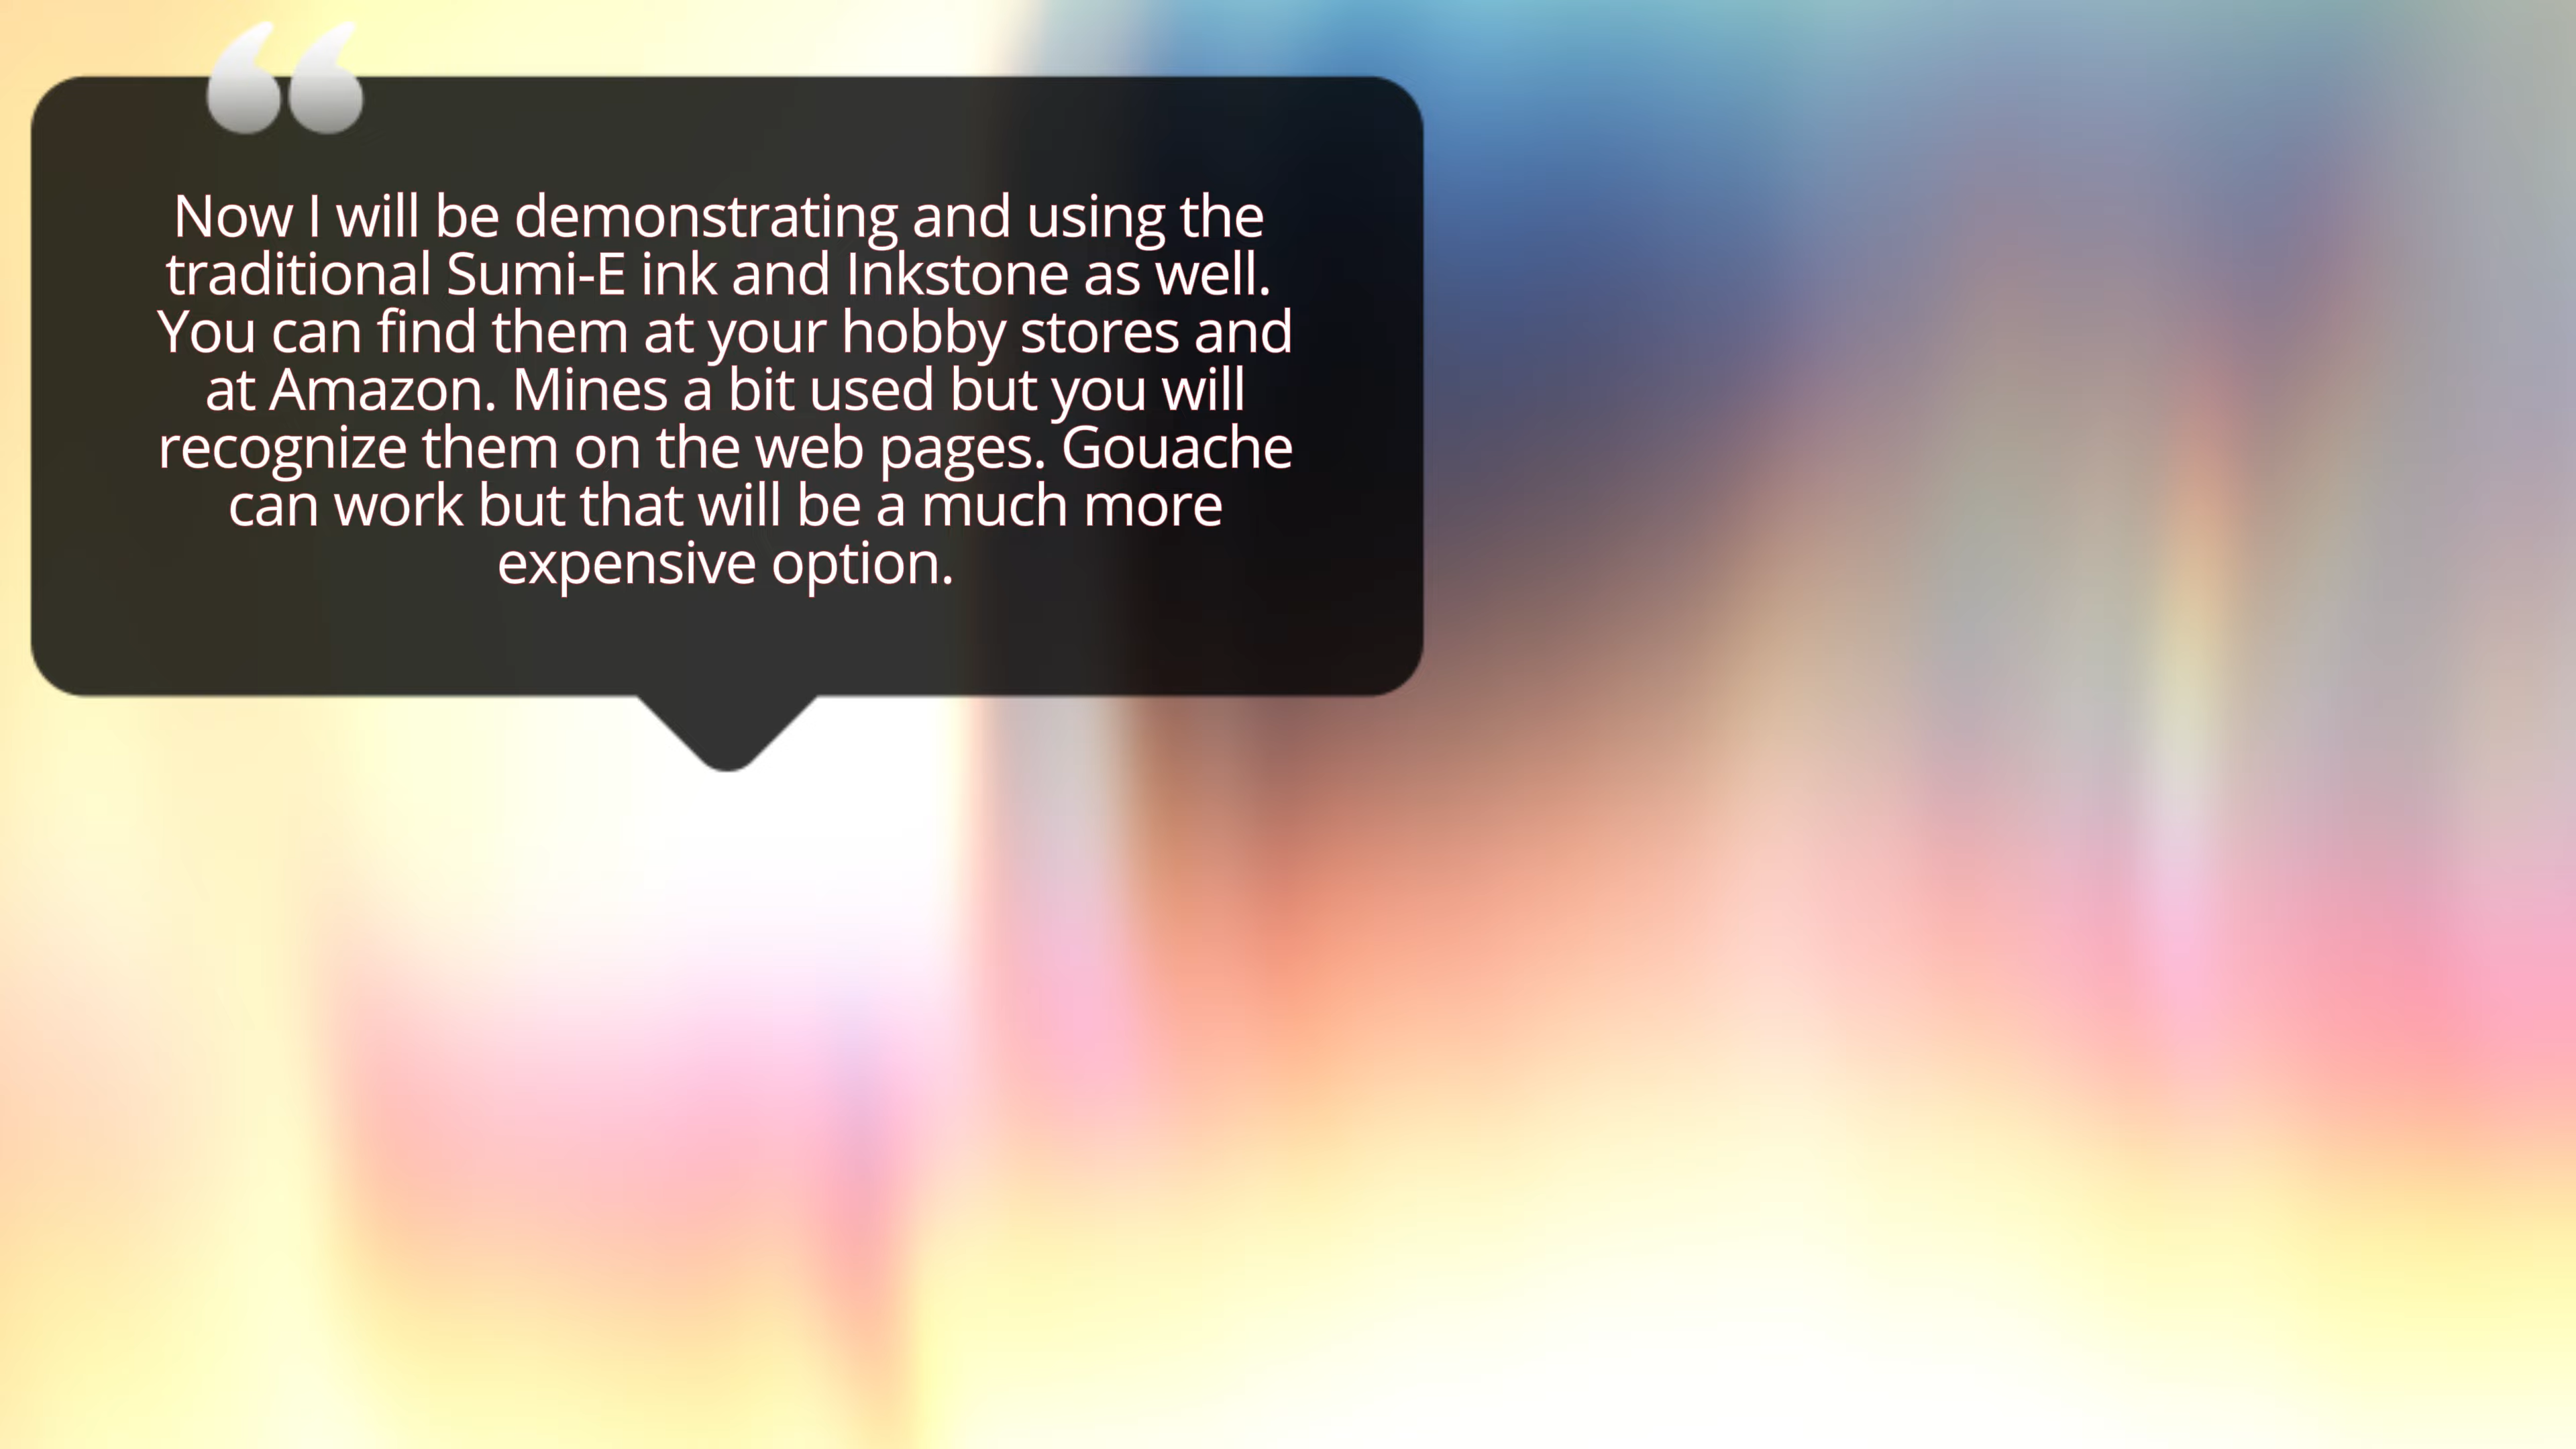 Now I will be demonstrating and using the
traditional Sumi-E ink and Inkstone as well.
You can find them at your hobby stores and
at Amazon. Mines a bit used but you will
recognize them on the web pages. Gouache
can work but that will be a much more
expensive option.